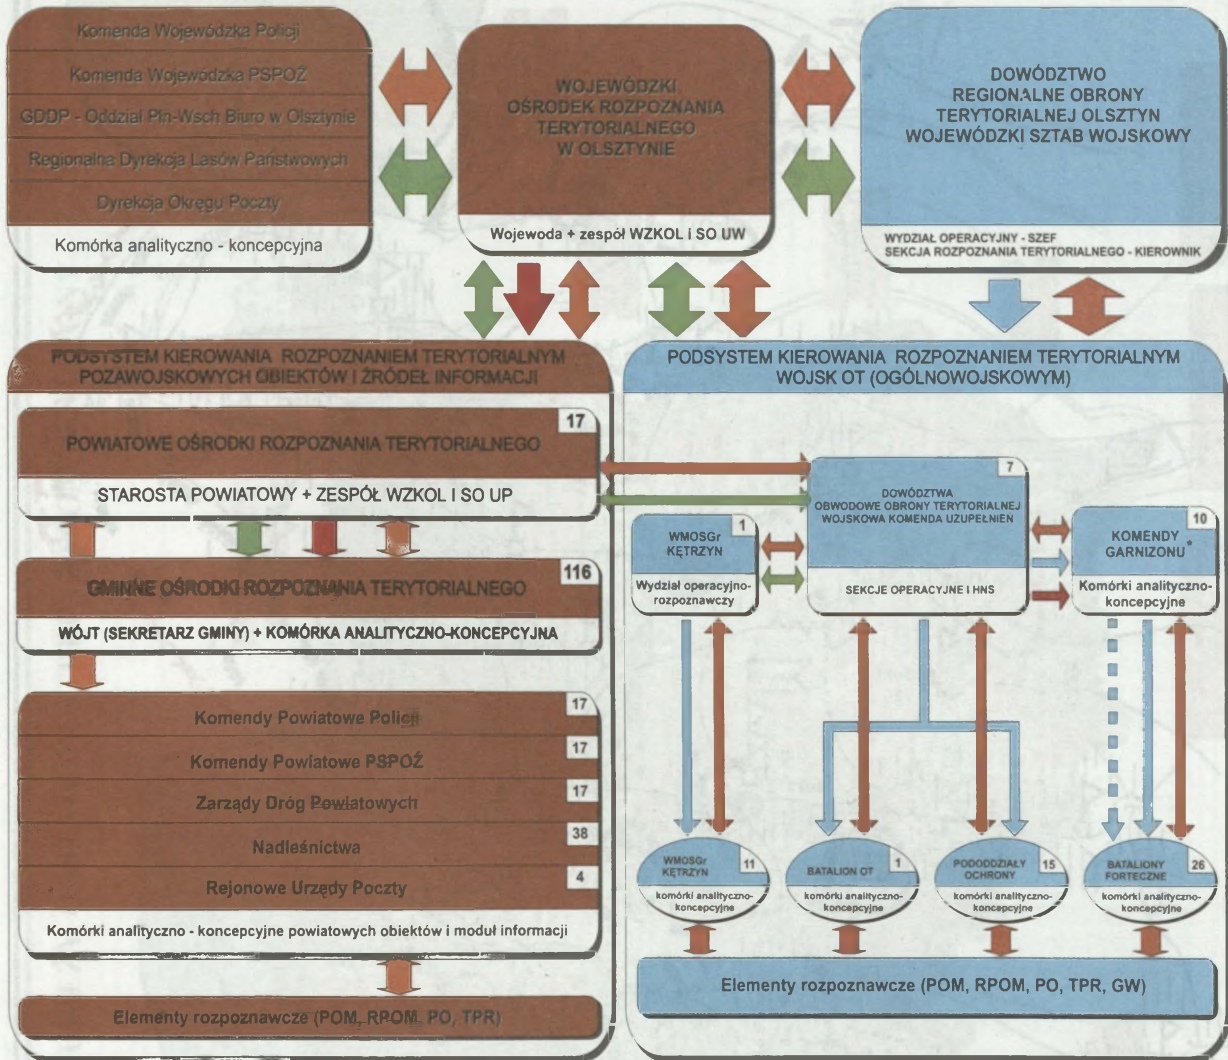 Komenda Wojewódzka Policji
Komenda Wojewódzka PSPOŻ
GDDP - Oddział Płn-Wsch Biuro w Olsztynie
Regionalna Dyrekcja Lasów Państwowych
Dyrekcja Okręgu Poczty
Komórka analityczno - koncepcyjna
WOJEWÓDZKI
OŚRODEK ROZPOZNANIA
TERYTORIALNEGO
W OLSZTYNIE
Wojewoda + zespół WZKOL i SO UW
DOWÓDZTWO
REGIONALNE OBRONY
TERYTORIALNEJ OLSZTYN
WOJEWÓDZKI SZTAB WOJSKOWY
WYDZIAŁ OPERACYJNY - SZEF
SEKCJA ROZPOZNANIA TERYTORIALNEGO - KIEROWNIK
PODSYSTEM KIEROWANIA ROZPOZNANIEM TERYTORIALNYM
POZAWOJSKOWYCH OBIEKTÓW I ŹRÓDEŁ INFORMACJI
17
POWIATOWE OŚRODKI ROZPOZNANIA TERYTORIALNEGO
STAROSTA POWIATOWY + ZESPÓŁ WZKOL I SO UP
116
GMINNE OŚRODKI ROZPOZNANIA TERYTORIALNEGO
WÓJT (SEKRETARZ GMINY) + KOMÓRKA ANALITYCZNO-KONCEPCYJNA
Komendy Powiatowe Policji 17
Komendy Powiatowe PSPOŻ 17
Zarządy Dróg Powiatowych 17
Nadleśnictwa 38
Rejonowe Urzędy Poczty 4
Komórki analityczno - koncepcyjne powiatowych obiektów i moduł informacji
Elementy rozpoznawcze (POM, RPOM, PO, TPR)
PODSYSTEM KIEROWANIA ROZPOZNANIEM TERYTORIALNYM
WOJSK OT (OGÓLNOWOJSKOWYM)
1
WMOSGr
KĘTRZYN
Wydział operacyjno-
rozpoznawczy
7
DOWÓDZTWA
OBWODOWE OBRONY TERYTORIALNEJ
WOJSKOWA KOMENDA UZUPEŁNIEŃ
SEKCJE OPERACYJNE I HNS
10
KOMENDY
GARNIZONU*
Komórki analityczno-
koncepcyjne
WMOSGr
KĘTRZYN
11
komórki analityczno-
koncepcyjne
BATALION OT
1
komórki analityczno-
koncepcyjne
PODODDZIAŁY
OCHRONY
15
komórki analityczno-
koncepcyjne
BATALIONY
FORTECZNE
26
komórki analityczno-
koncepcyjne
Elementy rozpoznawcze (POM, RPOM, PO, TPR, GW)